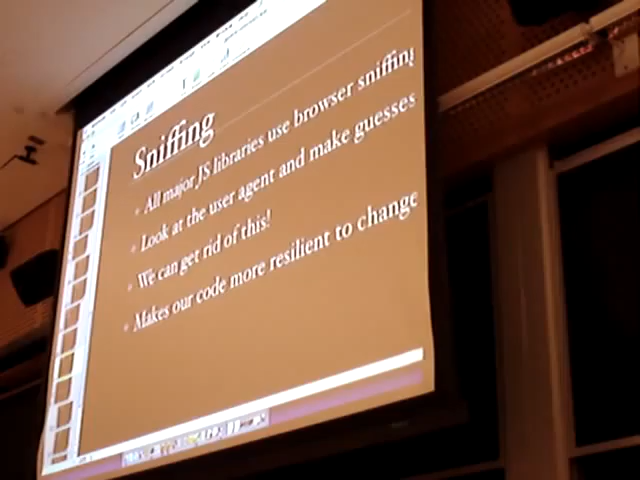 Sniffing
All major JS libraries use browser sniffing
Look at the user agent and make guesses
We can get rid of this!
Makes our code more resilient to change